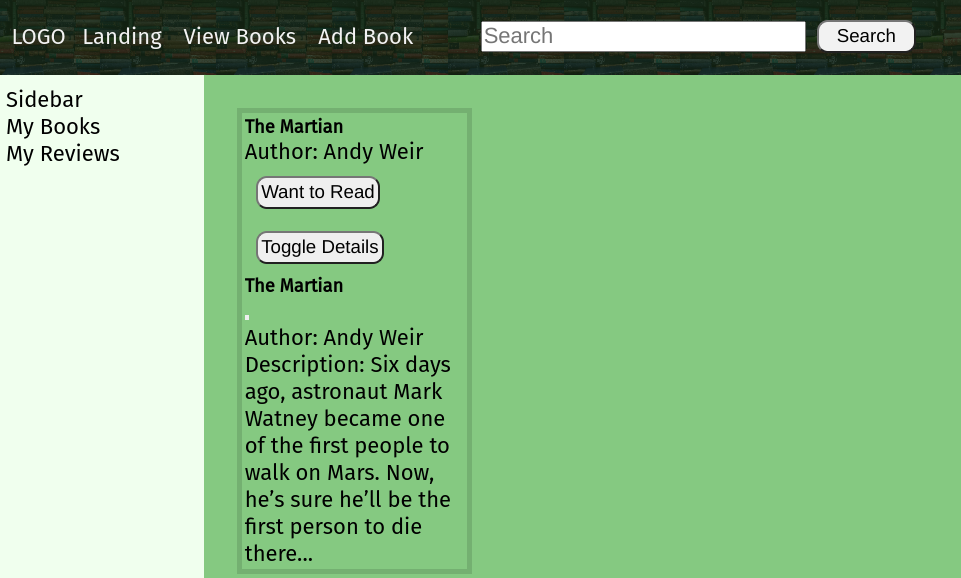 LOGO Landing View Books Add Book Search Search
Sidebar
My Books
My Reviews
The Martian
Author: Andy Weir
Want to Read
Toggle Details
The Martian
Author: Andy Weir
Description: Six days
ago, astronaut Mark
Watney became one
of the first people to
walk on Mars. Now,
he’s sure he’ll be the
first person to die
there…